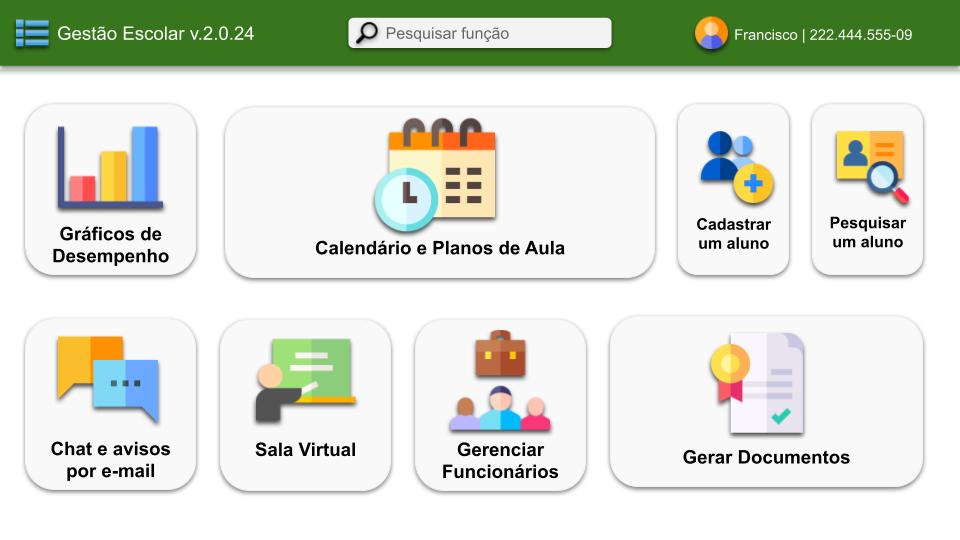 Gestão Escolar v.2.0.24
Pesquisar função
Francisco | 222.444.555-09
Gráficos de
Desempenho
Calendário e Planos de Aula
Cadastrar
um aluno
Pesquisar
um aluno
Chat e avisos
por e-mail
Sala Virtual
Gerenciar
Funcionários
Gerar Documentos